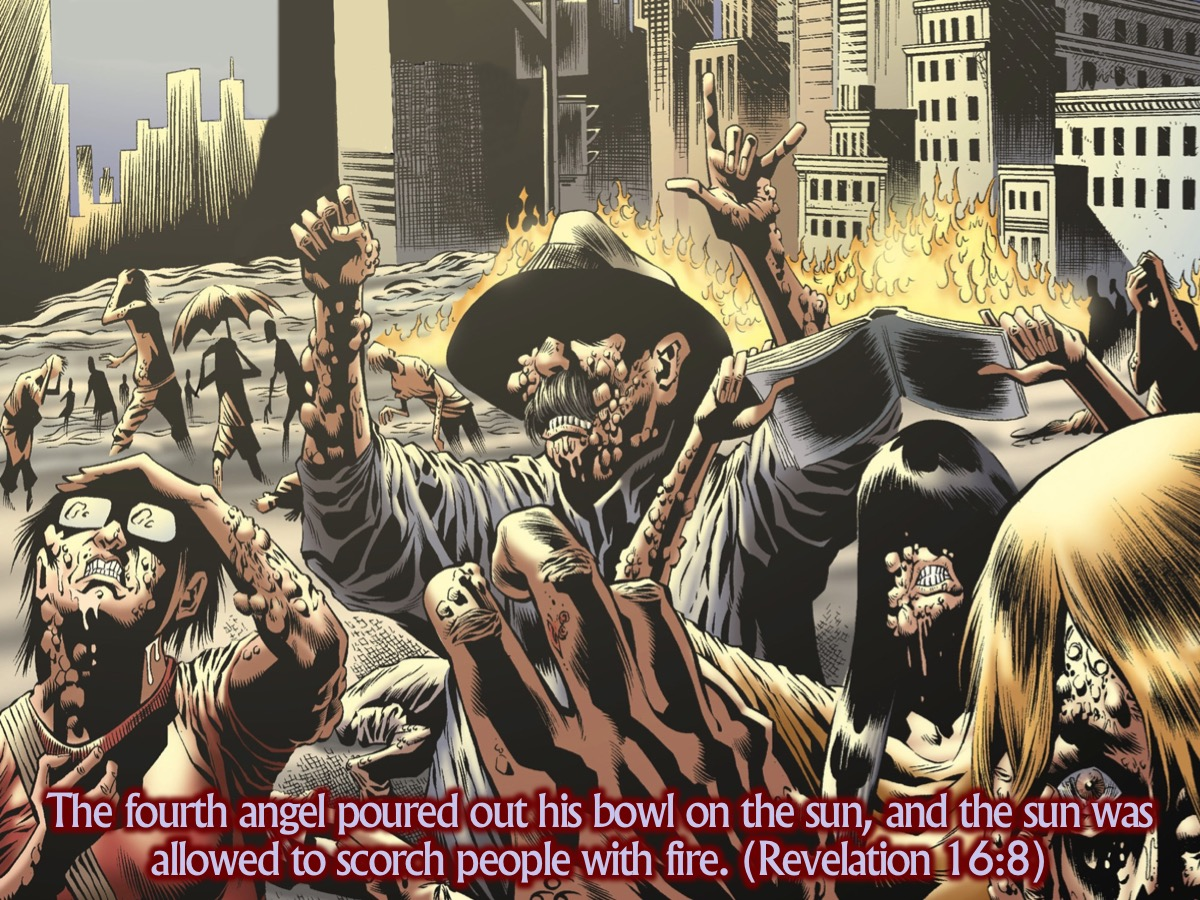 The fourth angel poured out his bowl on the sun, and the sun was
allowed to scorch people with fire. (Revelation 16:8)